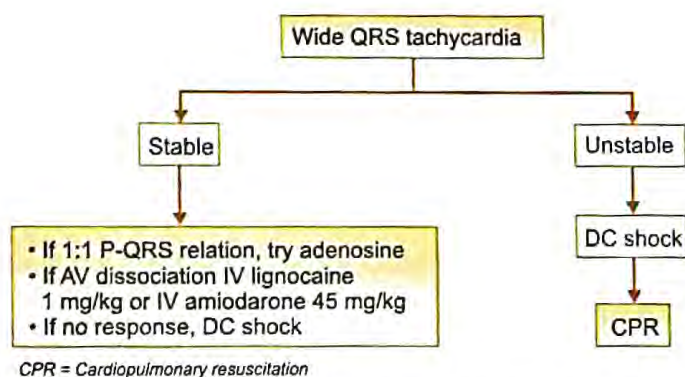 Wide QRS tachycardia
Stable
Unstable
• If 1:1 P-QRS relation, try adenosine
• If AV dissociation IV lignocaine
1 mg/kg or IV amiodarone 45 mg/kg
• If no response, DC shock
DC shock
CPR
CPR = Cardiopulmonary resuscitation